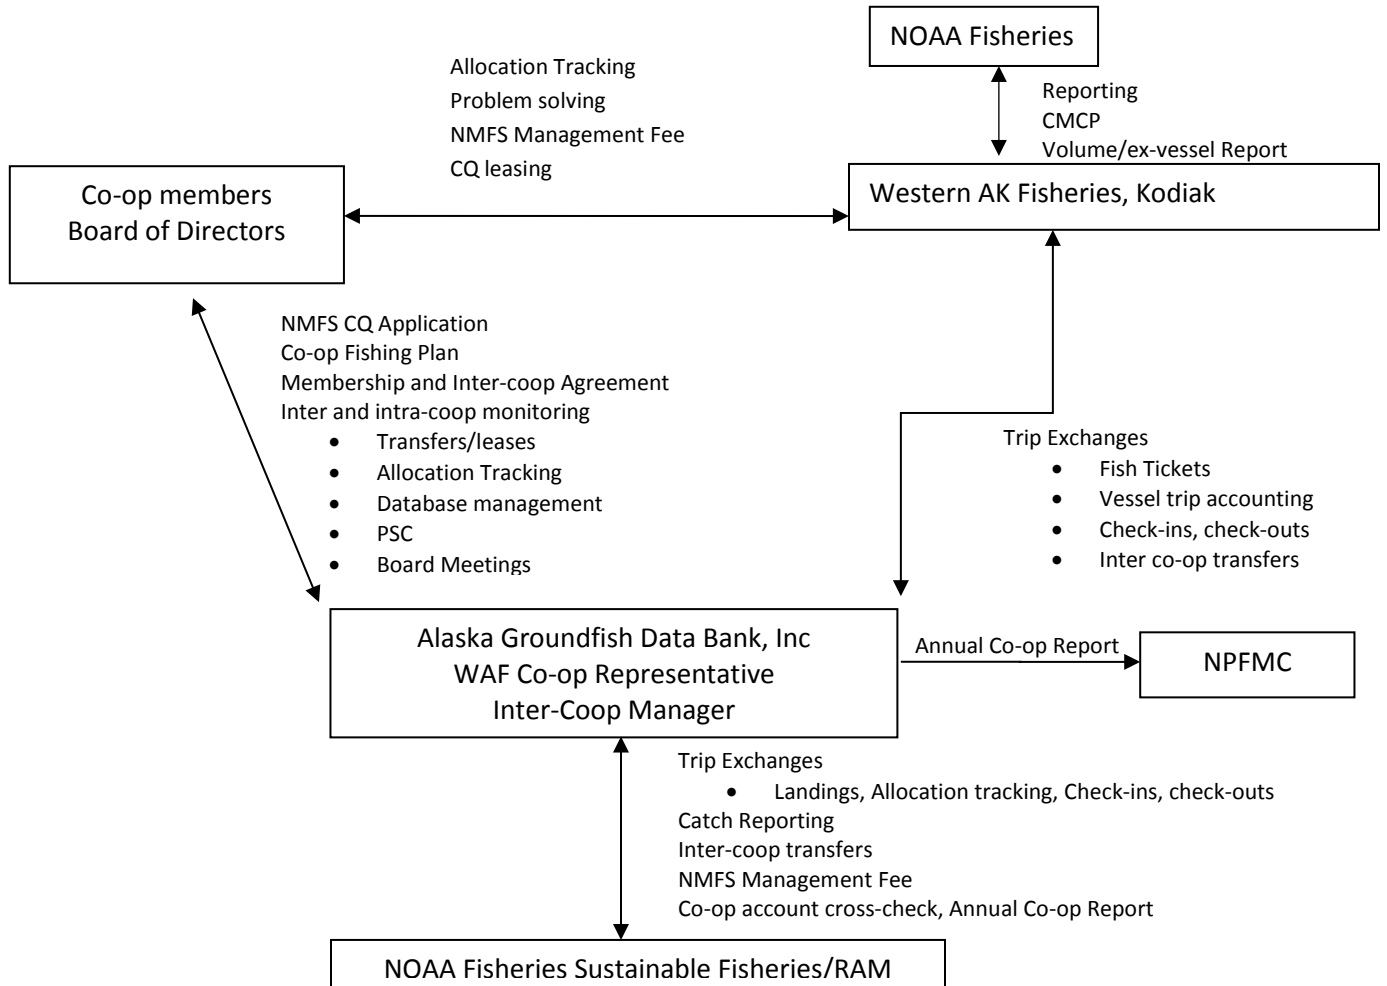 NOAA Fisheries
Allocation Tracking
Problem solving
NMFS Management Fee
CQ leasing
Reporting
CMCP
Volume/ex-vessel Report
Co-op members
Board of Directors
Western AK Fisheries, Kodiak
NMFS CQ Application
Co-op Fishing Plan
Membership and Inter-coop Agreement
Inter and intra-coop monitoring
• Transfers/leases
• Allocation Tracking
• Database management
• PSC
• Board Meetings
Trip Exchanges
• Fish Tickets
• Vessel trip accounting
• Check-ins, check-outs
• Inter co-op transfers
Alaska Groundfish Data Bank, Inc
WAF Co-op Representative
Inter-Coop Manager
Annual Co-op Report
NPFMC
Trip Exchanges
• Landings, Allocation tracking, Check-ins, check-outs
Catch Reporting
Inter-coop transfers
NMFS Management Fee
Co-op account cross-check, Annual Co-op Report
NOAA Fisheries Sustainable Fisheries/RAM